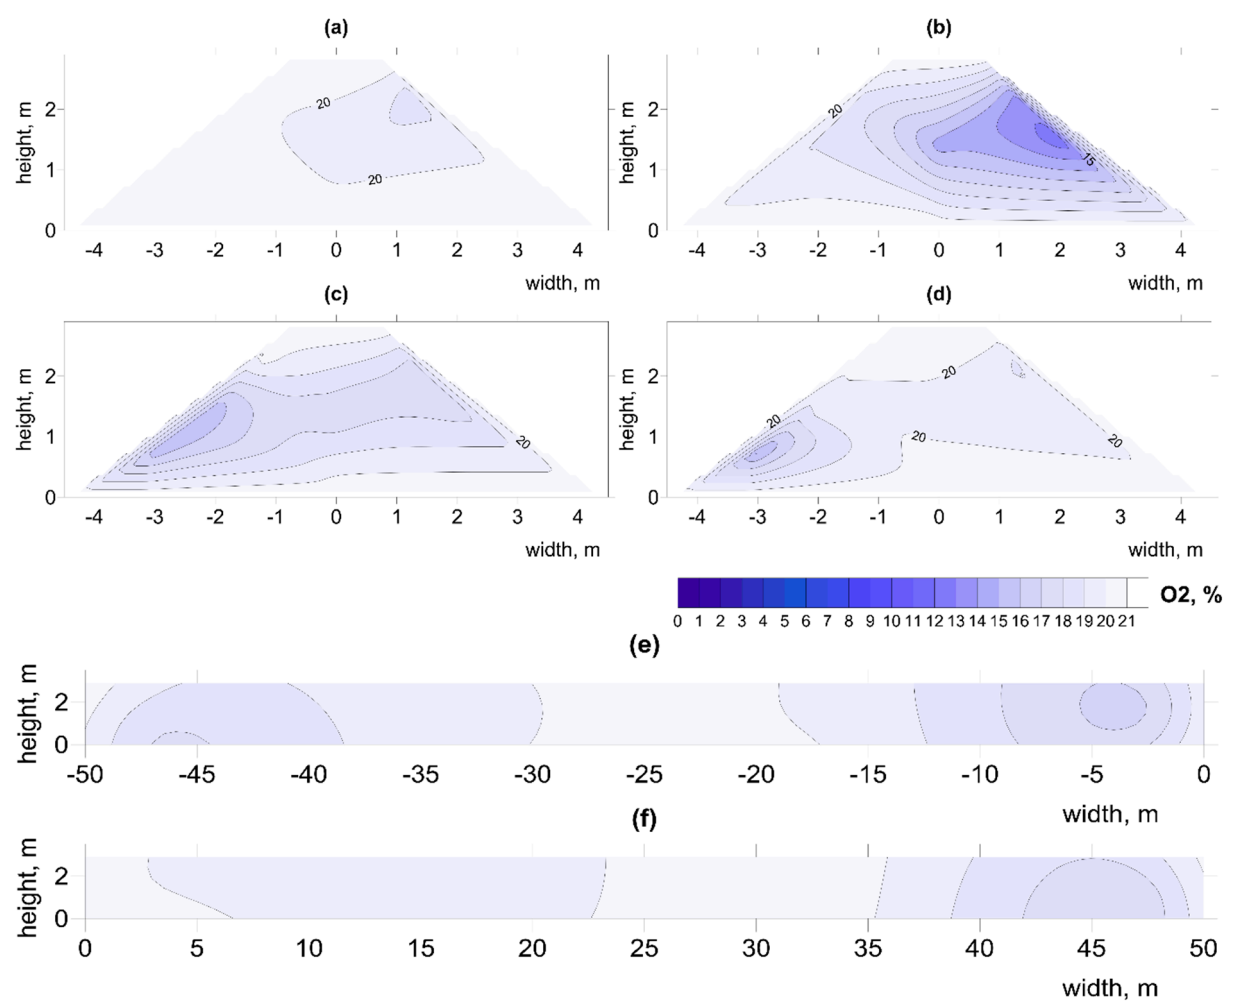 (a) (b)
height, m 2 1 0 20 20
-4 -3 -2 -1 0 1 2 3 4
width, m
height, m 2 1 0 20 15
-4 -3 -2 -1 0 1 2 3 4
width, m
(c) (d)
height, m 2 1 0 20
-4 -3 -2 -1 0 1 2 3 4
width, m
height, m 2 1 0 20 20 20 20
-4 -3 -2 -1 0 1 2 3 4
width, m
O2, %
0 1 2 3 4 5 6 7 8 9 10 11 12 13 14 15 16 17 18 19 20 21
(e)
height, m 2 0
-50 -45 -40 -35 -30 -25 -20 -15 -10 -5 0
width, m
(f)
height, m 2 0
0 5 10 15 20 25 30 35 40 45 50
width, m